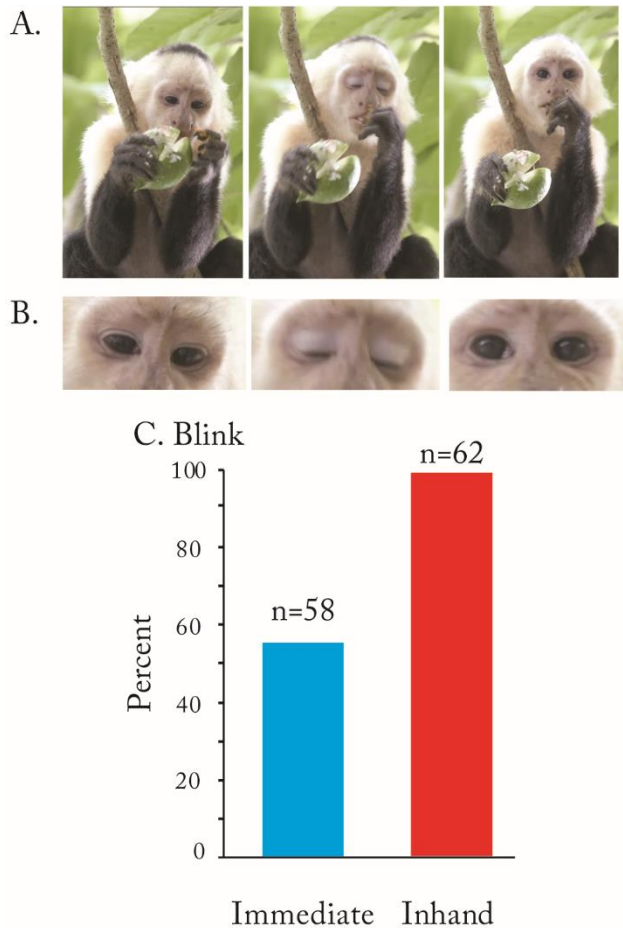 A.
B.
C. Blink
100
80
60
40
20
0
Percent
n=58
n=62
Immediate Inhand